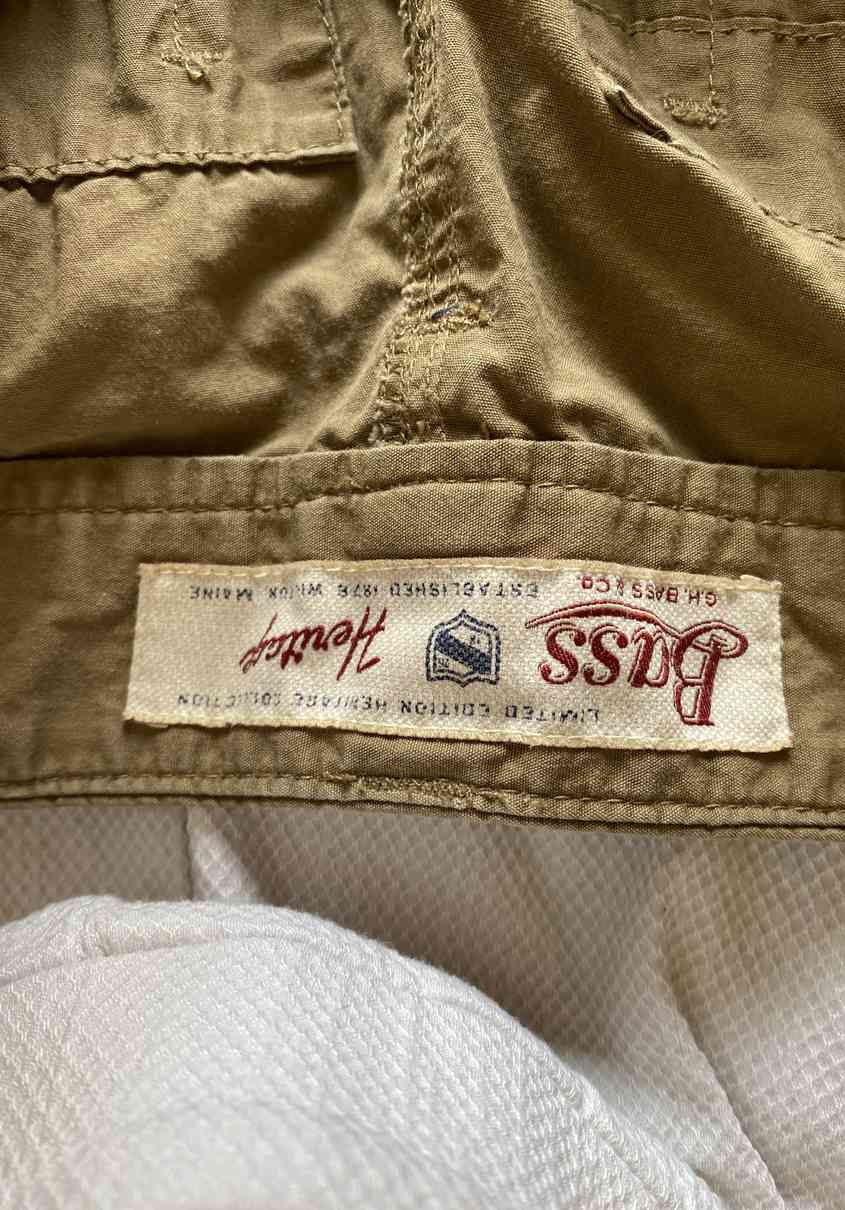 LIMITED EDITION HERITAGE COLLECTION
Bass Heritage
G.H. BASS & CO. ESTABLISHED 1876 WILTON, MAINE